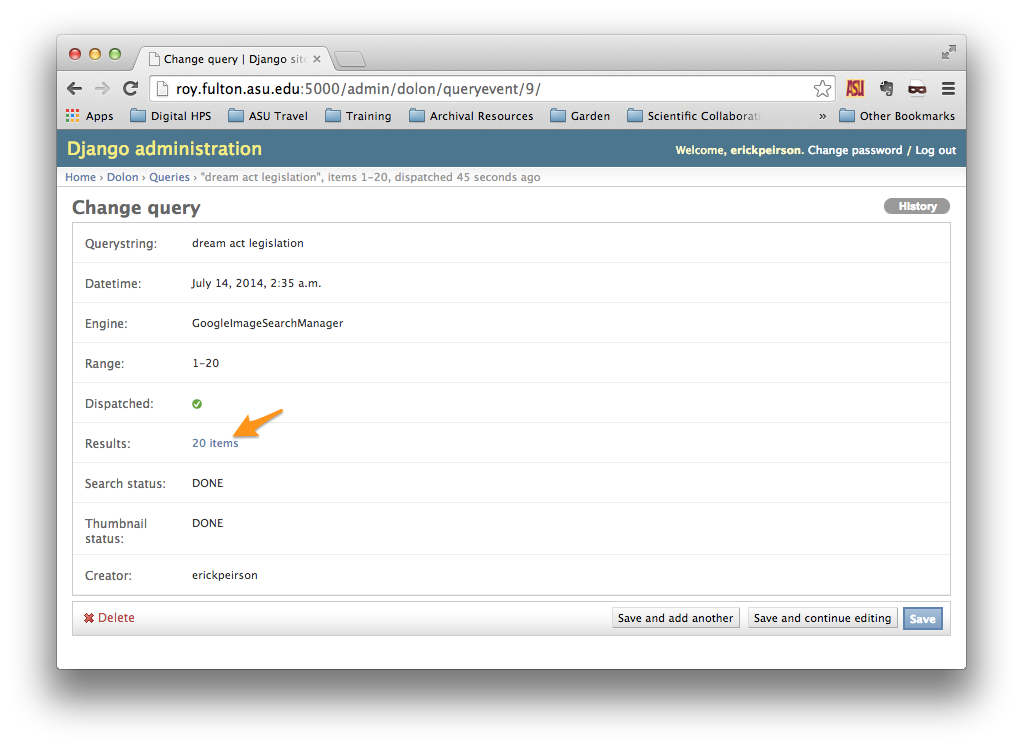 Change query | Django sit
roy.fulton.asu.edu:5000/admin/dolon/queryevent/9/
ASU
Apps Digital HPS ASU Travel Training Archival Resources Garden Scientific Collaborati » Other Bookmarks
Django administration
Welcome, erickpeirson. Change password / Log out
Home › Dolon › Queries › "dream act legislation", items 1-20, dispatched 45 seconds ago
Change query
History
Querystring: dream act legislation
Datetime: July 14, 2014, 2:35 a.m.
Engine: GoogleImageSearchManager
Range: 1-20
Dispatched:
Results: 20 items
Search status: DONE
Thumbnail status: DONE
Creator: erickpeirson
Delete
Save and add another Save and continue editing Save